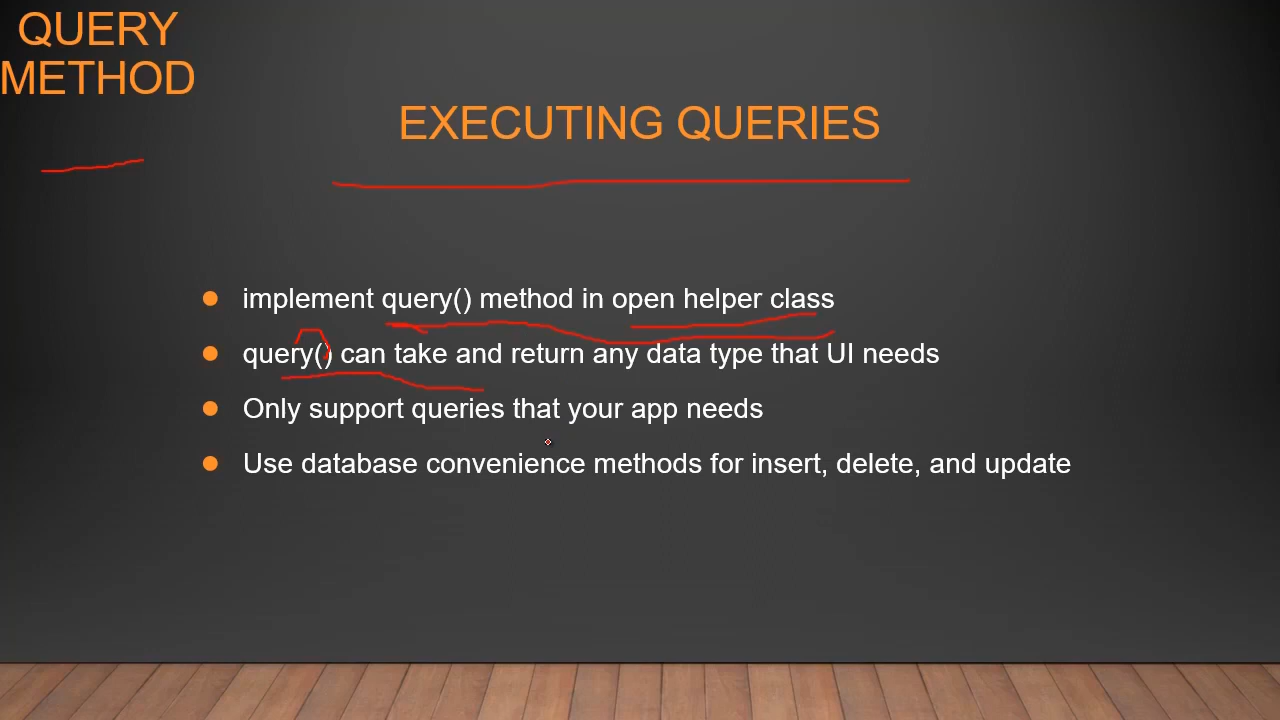 QUERY
METHOD
EXECUTING QUERIES
implement query() method in open helper class
query() can take and return any data type that UI needs
Only support queries that your app needs
Use database convenience methods for insert, delete, and update